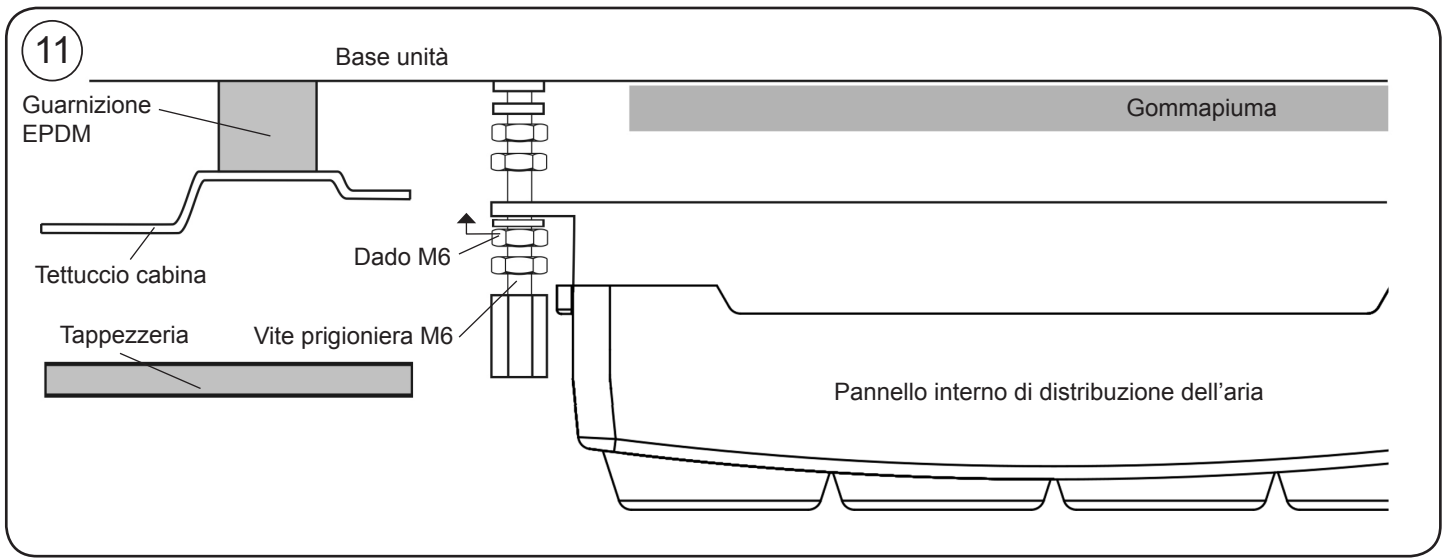 11
Base unità
Guarnizione
EPDM
Gommapiuma
Dado M6
Tettuccio cabina
Tappezzeria
Vite prigioniera M6
Pannello interno di distribuzione dell’aria